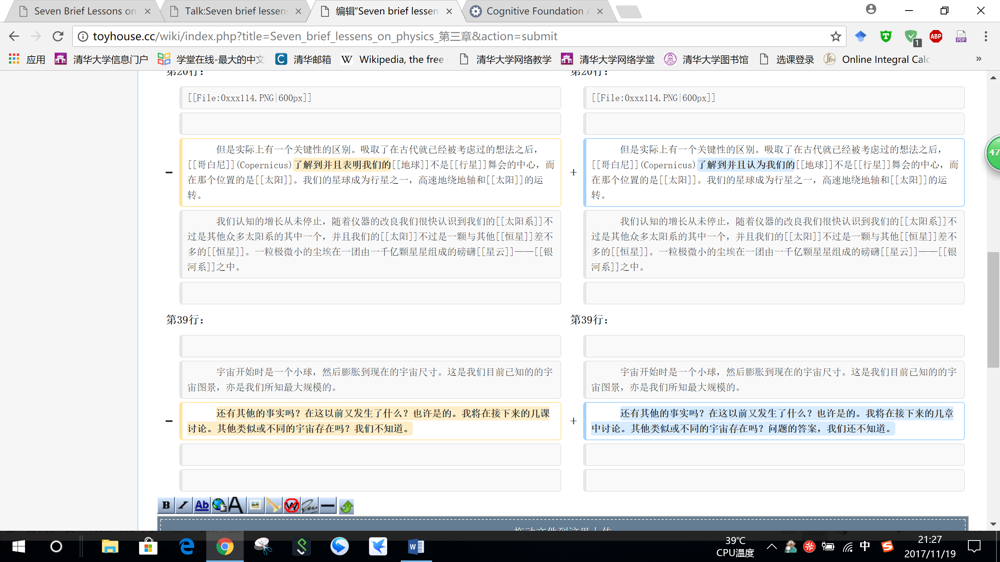 Seven Brief Lessons on
Talk:Seven brief lessens
编辑“Seven brief lessen
Cognitive Foundation A
toyhouse.cc/wiki/index.php?title=Seven_brief_lessens_on_physics_第三章&action=submit
ABP
PDF
1
应用
清华大学信息门户
学堂在线-最大的中文
C
清华邮箱
W
Wikipedia, the free
清华大学网络教学
清华大学网络学堂
清华大学图书馆
选课登录
Online Integral Calc
»
第20行：
第20行：
[[File:0xxx114.PNG|600px]]
[[File:0xxx114.PNG|600px]]
但是实际上有一个关键性的区别。吸取了在古代就已经被考虑过的想法之后，
[[哥白尼]](Copernicus)了解到并且表明我们的[[地球]]不是[[行星]]舞会的中心，而
在那个位置的是[[太阳]]。我们的星球成为行星之一，高速地绕地轴和[[太阳]]的运
转。
−
+
但是实际上有一个关键性的区别。吸取了在古代就已经被考虑过的想法之后，
[[哥白尼]](Copernicus)了解到并且认为我们的[[地球]]不是[[行星]]舞会的中心，而
在那个位置的是[[太阳]]。我们的星球成为行星之一，高速地绕地轴和[[太阳]]的运
转。
47
我们认知的增长从未停止，随着仪器的改良我们很快认识到我们的[[太阳系]]不
过是其他众多太阳系的其中一个，并且我们的[[太阳]]不过是一颗与其他[[恒星]]差不
多的[[恒星]]。一粒极微小的尘埃在一团由一千亿颗星星组成的磅礴[[星云]]——[[银
河系]]之中。
我们认知的增长从未停止，随着仪器的改良我们很快认识到我们的[[太阳系]]不
过是其他众多太阳系的其中一个，并且我们的[[太阳]]不过是一颗与其他[[恒星]]差不
多的[[恒星]]。一粒极微小的尘埃在一团由一千亿颗星星组成的磅礴[[星云]]——[[银
河系]]之中。
第39行：
第39行：
宇宙开始时是一个小球，然后膨胀到现在的宇宙尺寸。这是我们目前已知的的宇
宙图景，亦是我们所知最大规模的。
宇宙开始时是一个小球，然后膨胀到现在的宇宙尺寸。这是我们目前已知的的宇
宙图景，亦是我们所知最大规模的。
−
还有其他的事实吗？在这以前又发生了什么？也许是的。我将在接下来的几课
讨论。其他类似或不同的宇宙存在吗？我们不知道。
+
还有其他的事实吗？在这以前又发生了什么？也许是的。我将在接下来的几章
中讨论。其他类似或不同的宇宙存在吗？问题的答案，我们还不知道。
B I Ab A W
拖动文件到这里上传
39℃
CPU温度
中
S
21:27
2017/11/19